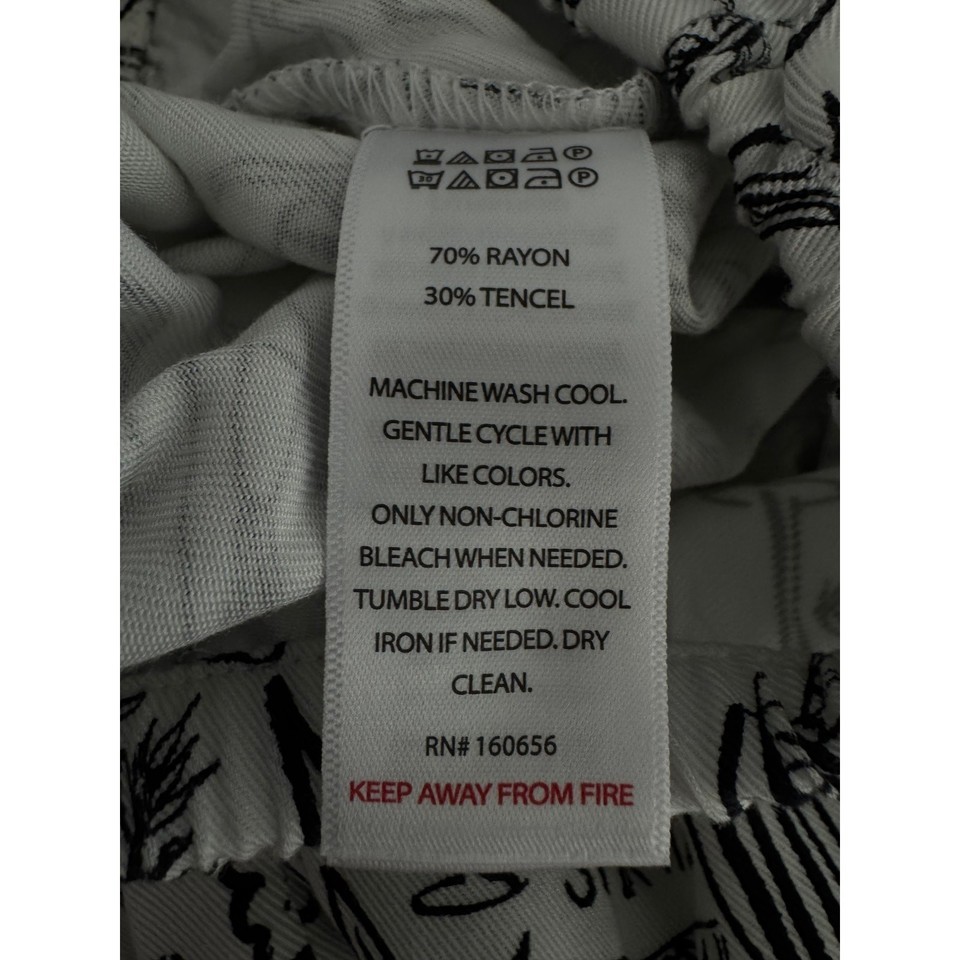 P
30 P
70% RAYON
30% TENCEL
MACHINE WASH COOL.
GENTLE CYCLE WITH
LIKE COLORS.
ONLY NON-CHLORINE
BLEACH WHEN NEEDED.
TUMBLE DRY LOW. COOL
IRON IF NEEDED. DRY
CLEAN.
RN# 160656
KEEP AWAY FROM FIRE